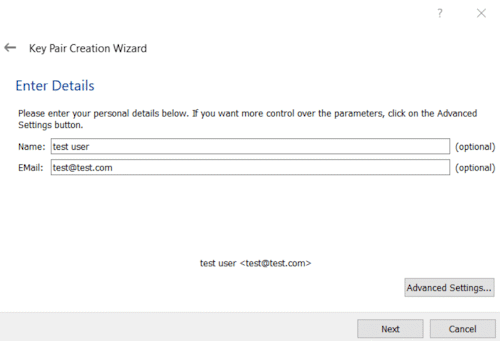 ?
Key Pair Creation Wizard
Enter Details
Please enter your personal details below. If you want more control over the parameters, click on the Advanced
Settings button.
Name: test user (optional)
EMail: test@test.com (optional)
test user <test@test.com>
Advanced Settings...
Next Cancel